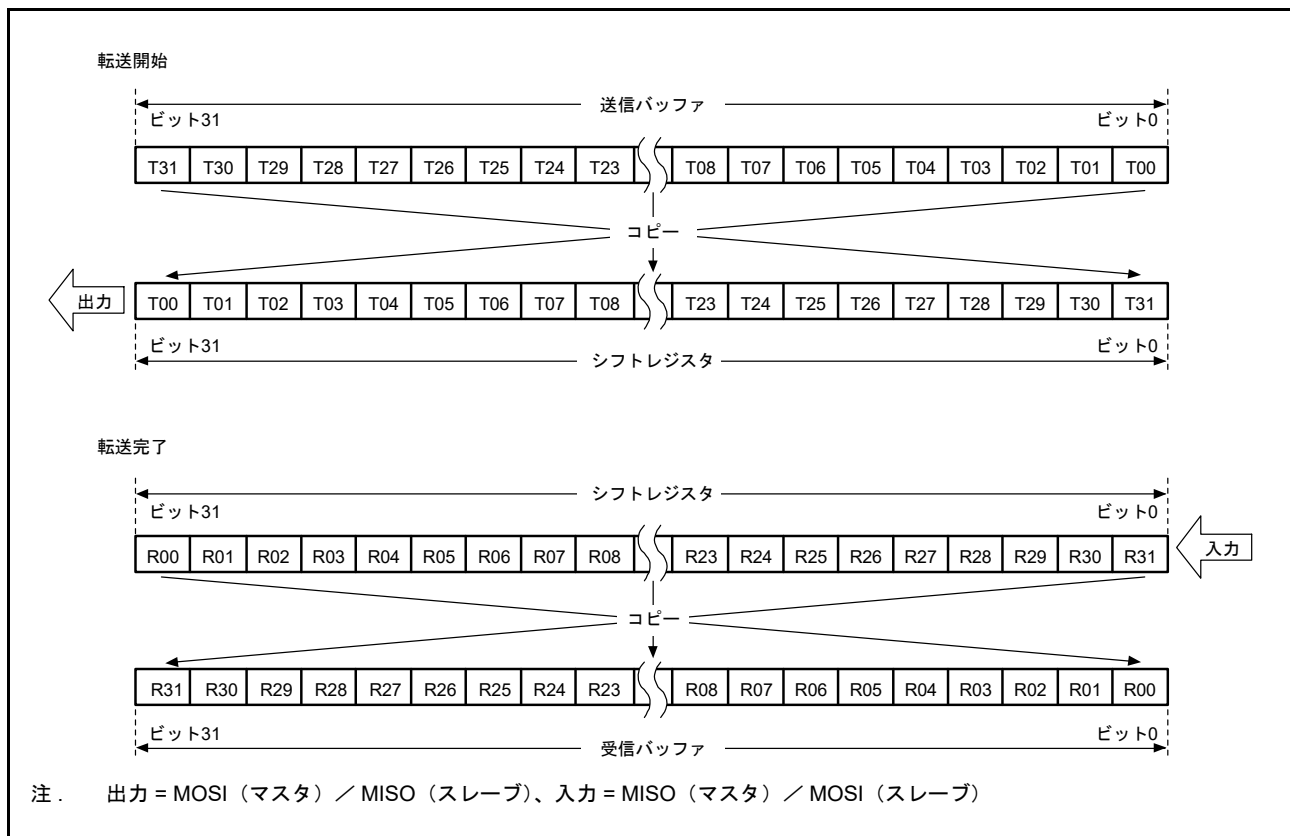 転送開始
送信バッファ
ビット31 ビット0
T31 T30 T29 T28 T27 T26 T25 T24 T23 T08 T07 T06 T05 T04 T03 T02 T01 T00
コピー
出力 T00 T01 T02 T03 T04 T05 T06 T07 T08 T23 T24 T25 T26 T27 T28 T29 T30 T31
ビット31 ビット0
シフトレジスタ
転送完了
シフトレジスタ
ビット31 ビット0
R00 R01 R02 R03 R04 R05 R06 R07 R08 R23 R24 R25 R26 R27 R28 R29 R30 R31 入力
コピー
R31 R30 R29 R28 R27 R26 R25 R24 R23 R08 R07 R06 R05 R04 R03 R02 R01 R00
ビット31 ビット0
受信バッファ
注. 出力 = MOSI（マスタ）／ MISO（スレーブ）、入力 = MISO（マスタ）／ MOSI（スレーブ）